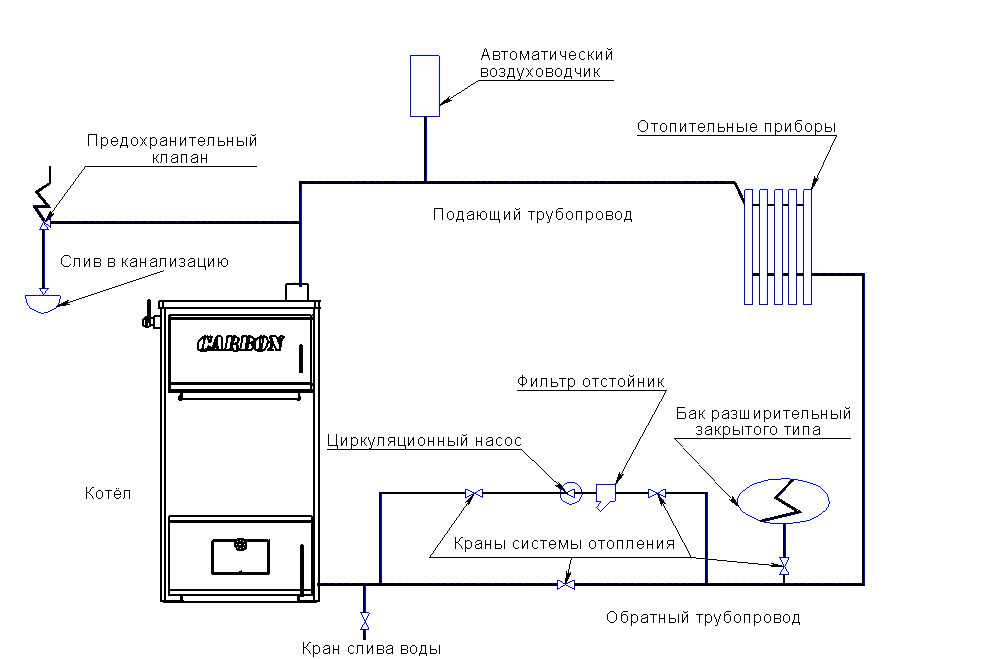 Автоматический
воздуховодчик
Отопительные приборы
Предохранительный
клапан
Подающий трубопровод
Слив в канализацию
CARBON
Фильтр отстойник
Бак разширительный
закрытого типа
Циркуляционный насос
Котёл
Краны системы отопления
Обратный трубопровод
Кран слива воды